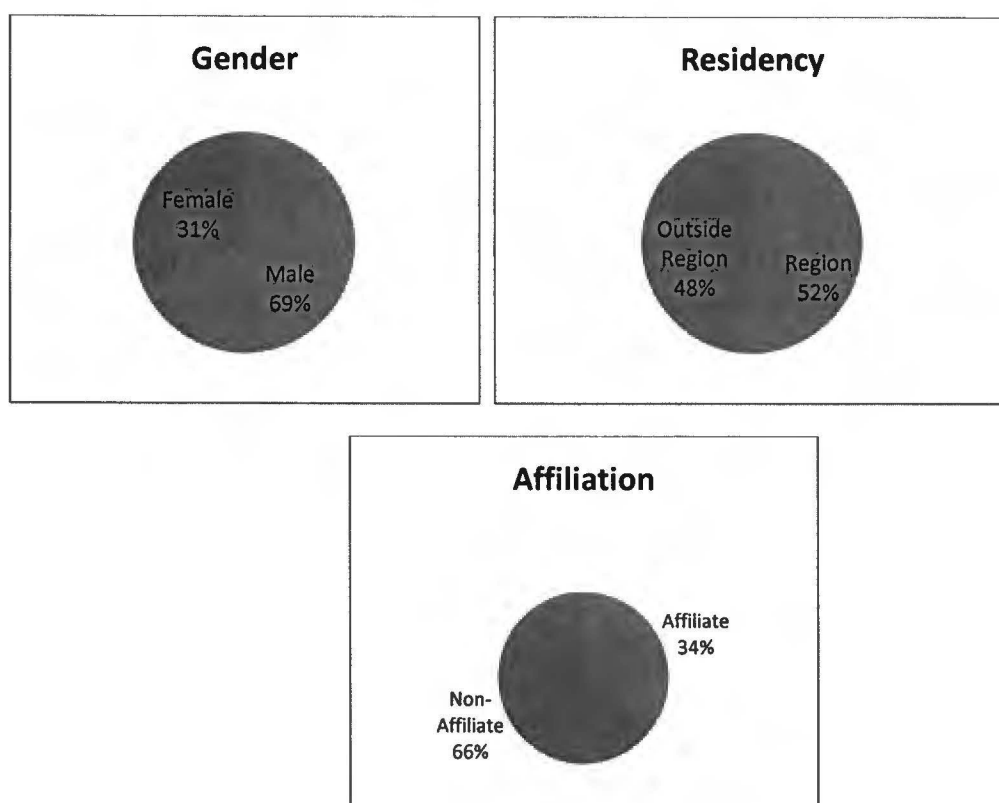 Gender
Female
31%
Male
69%
Residency
Outside
Region
48%
Region
52%
Affiliation
Affiliate
34%
Non-
Affiliate
66%